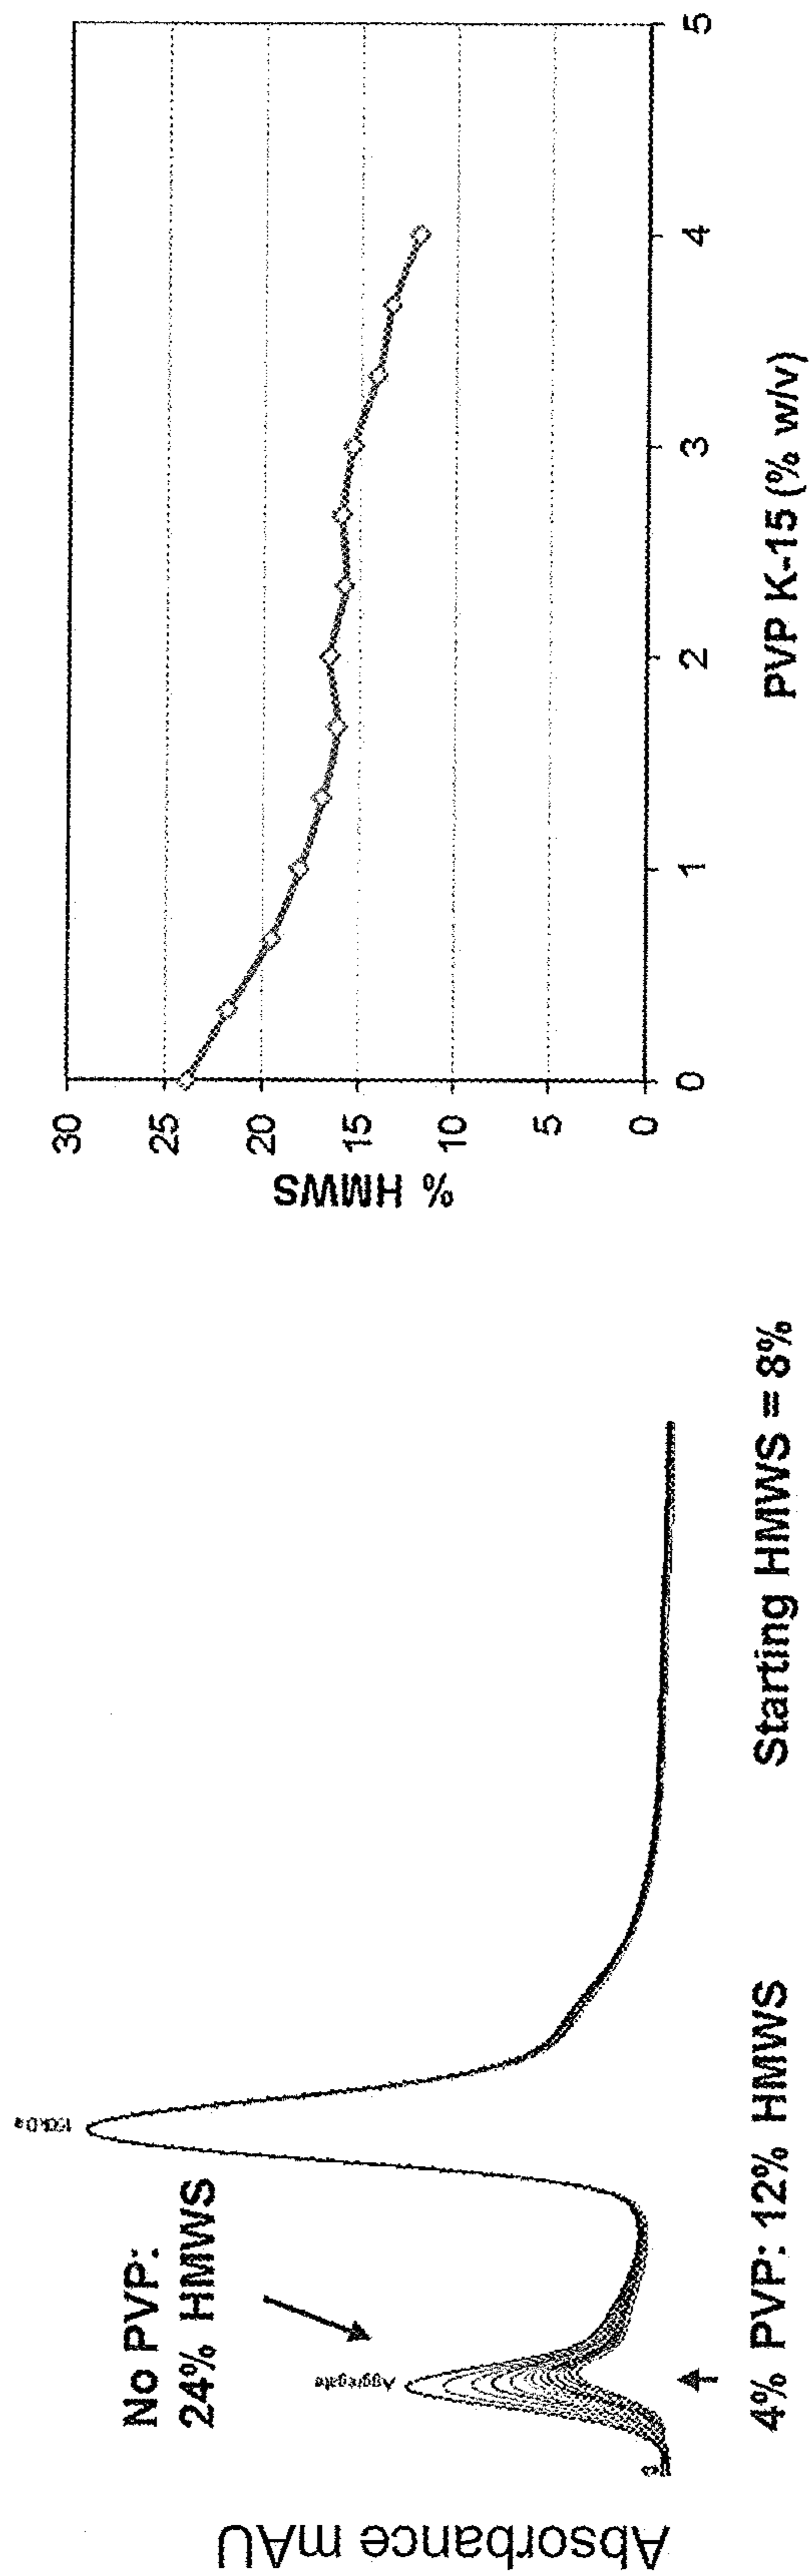 Absorbance mAU
No PVP:
24% HMWS
Aggregate
4% PVP: 12% HMWS
Starting HMWS = 8%
% HMWS
30
25
20
15
10
5
0
0
1
2
3
4
5
PVP K-15 (% w/v)